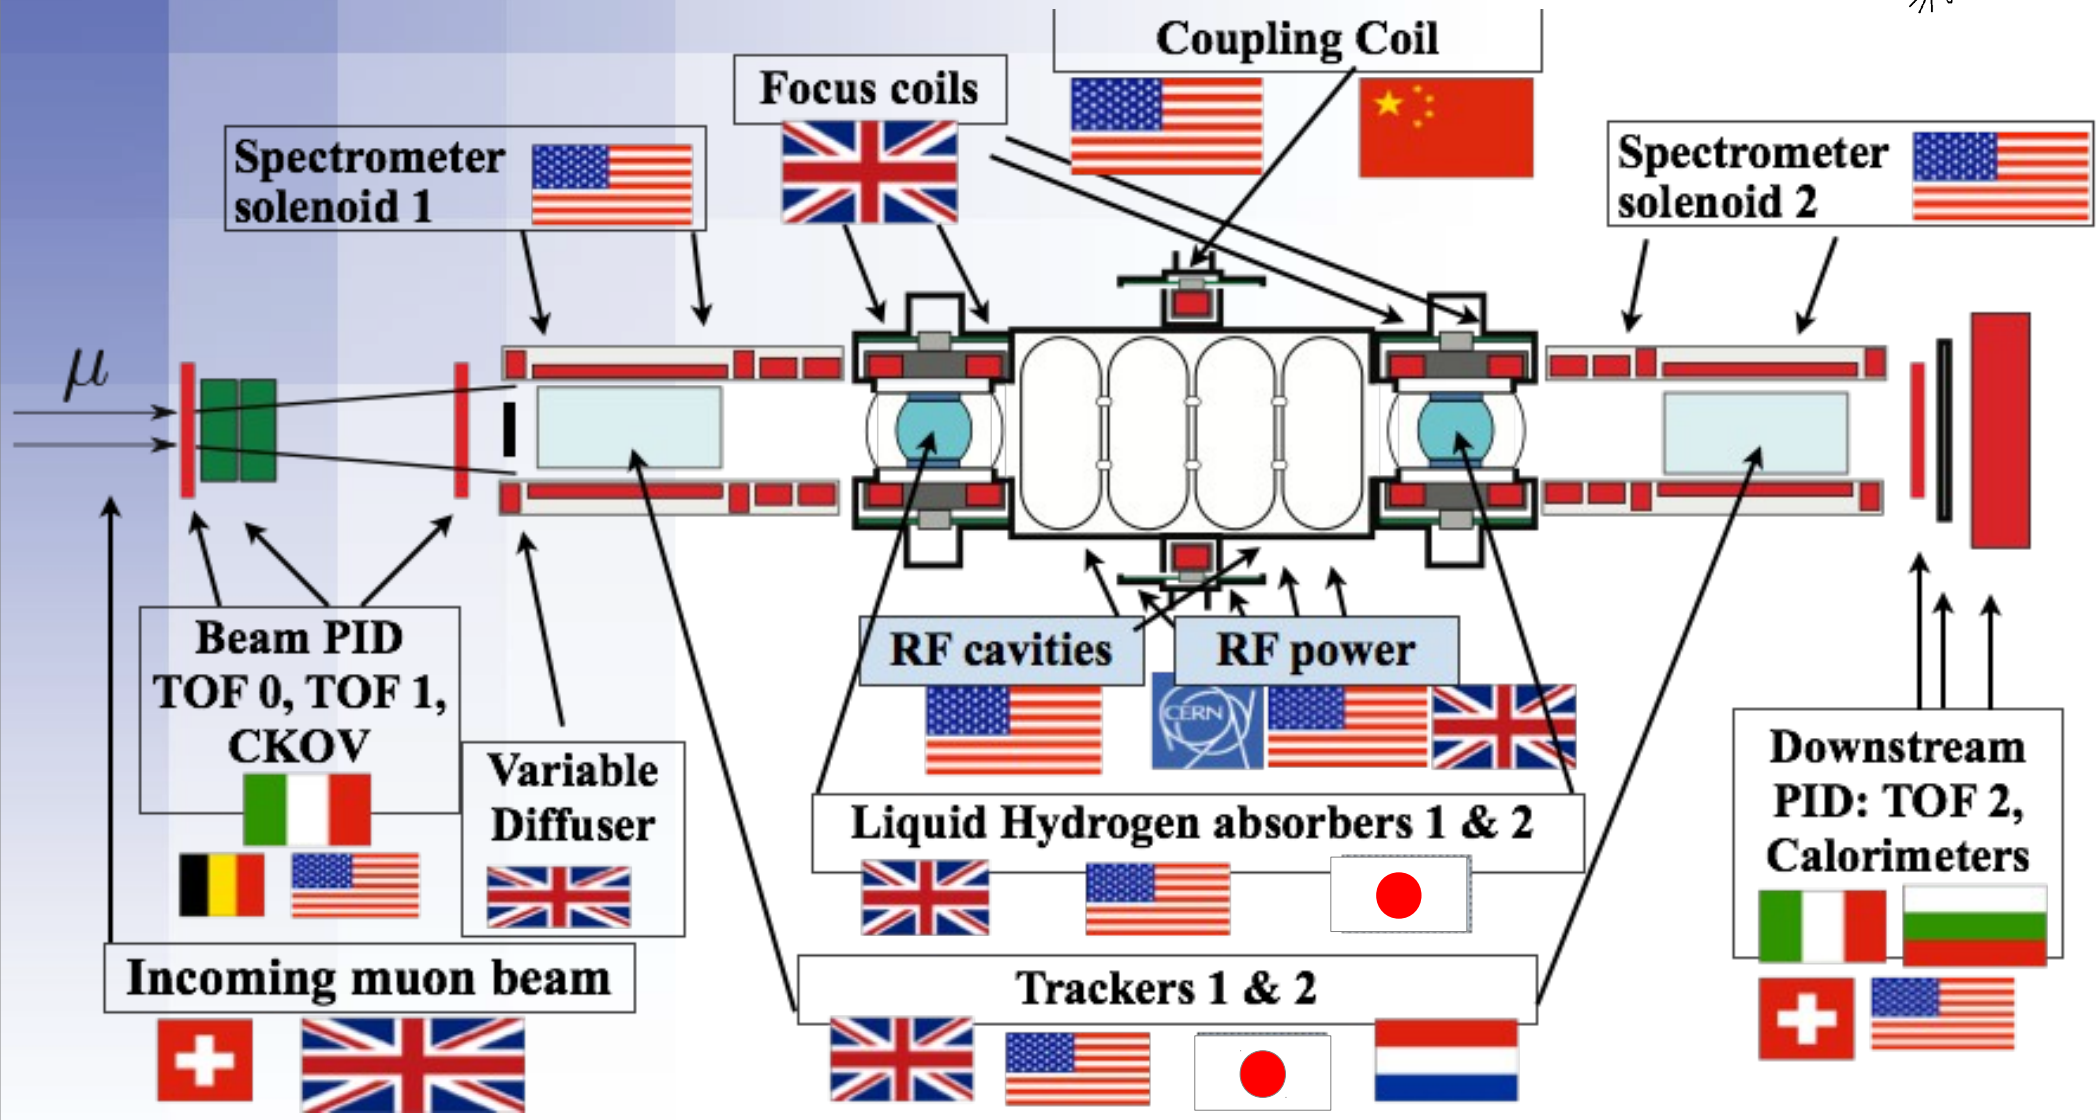 Coupling Coil
Focus coils
Spectrometer
solenoid 1
Spectrometer
solenoid 2
μ
Beam PID
TOF 0, TOF 1,
CKOV
Variable
Diffuser
RF cavities
RF power
CERN
Liquid Hydrogen absorbers 1 & 2
Downstream
PID: TOF 2,
Calorimeters
Incoming muon beam
Trackers 1 & 2